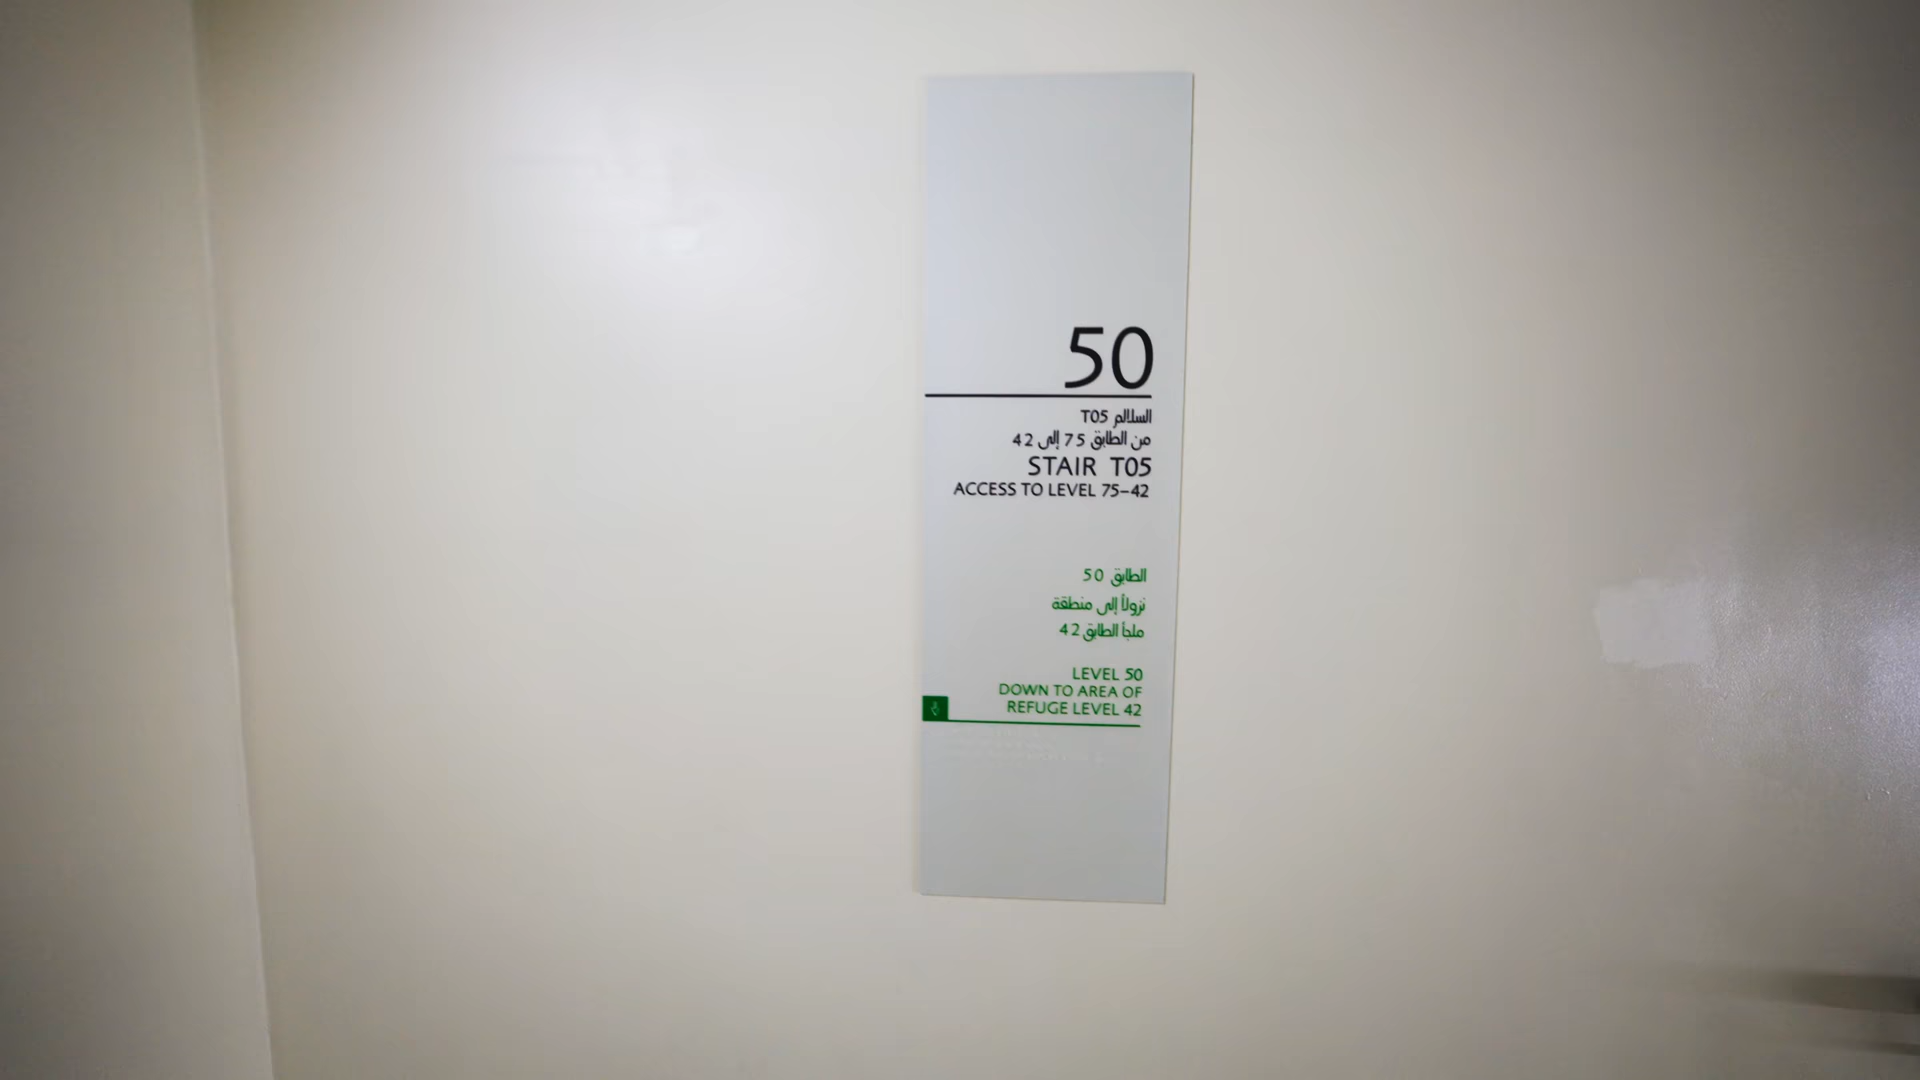 50
السلالم T05
من الطابق 75 إلى 42
STAIR T05
ACCESS TO LEVEL 75–42
الطابق 50
نزولاً إلى منطقة
ملجأ الطابق 42
LEVEL 50
DOWN TO AREA OF
REFUGE LEVEL 42